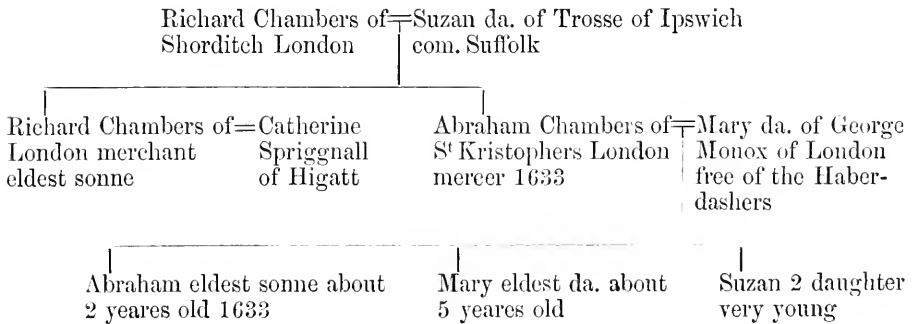 Richard Chambers of=Suzan da. of Trosse of Ipswich
Shorditch London com. Suffolk
Richard Chambers of=Catherine
London merchant Spriggnall
eldest sonne of Higatt
Abraham Chambers of=Mary da. of George
St Kristophers London Monox of London
mercer 1633 free of the Haber-
dashers
Abraham eldest sonne about
2 yeares old 1633
Mary eldest da. about
5 yeares old
Suzan 2 daughter
very young